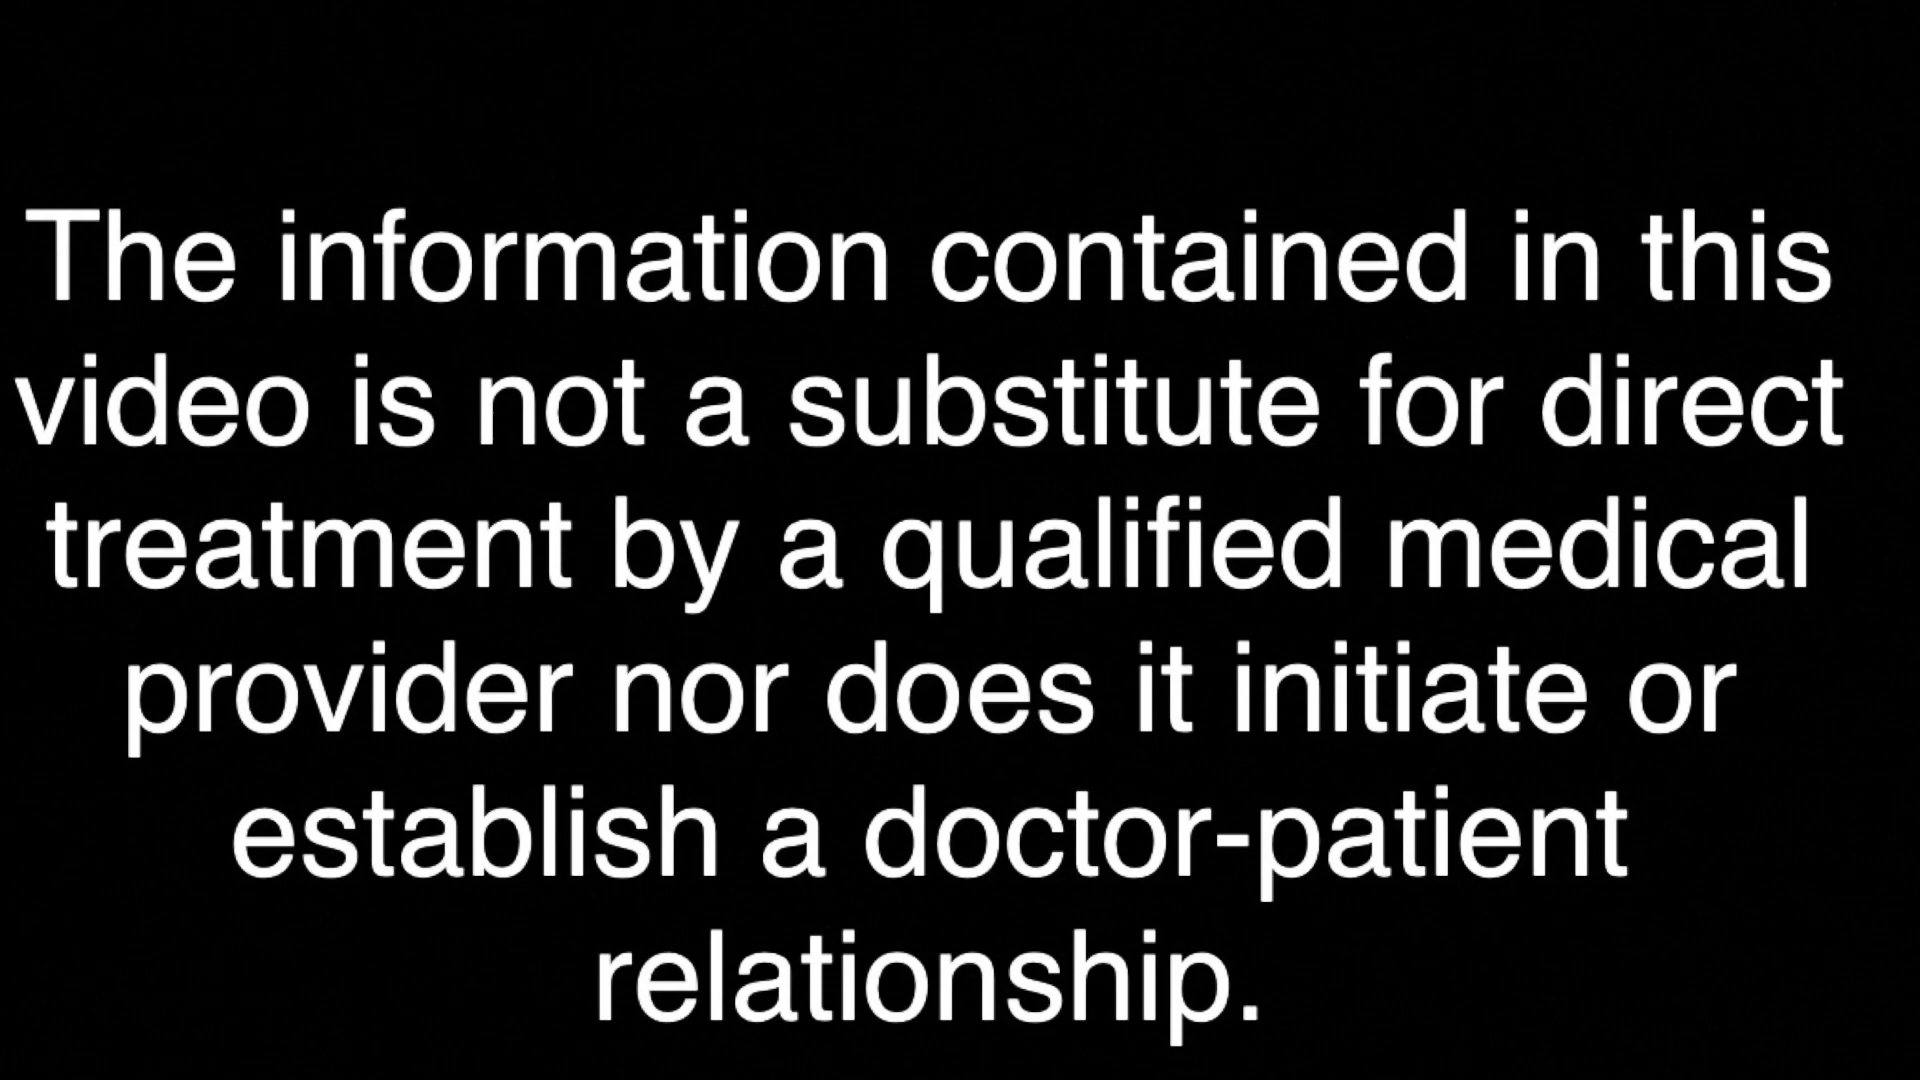 The information contained in this
video is not a substitute for direct
treatment by a qualified medical
provider nor does it initiate or
establish a doctor-patient
relationship.